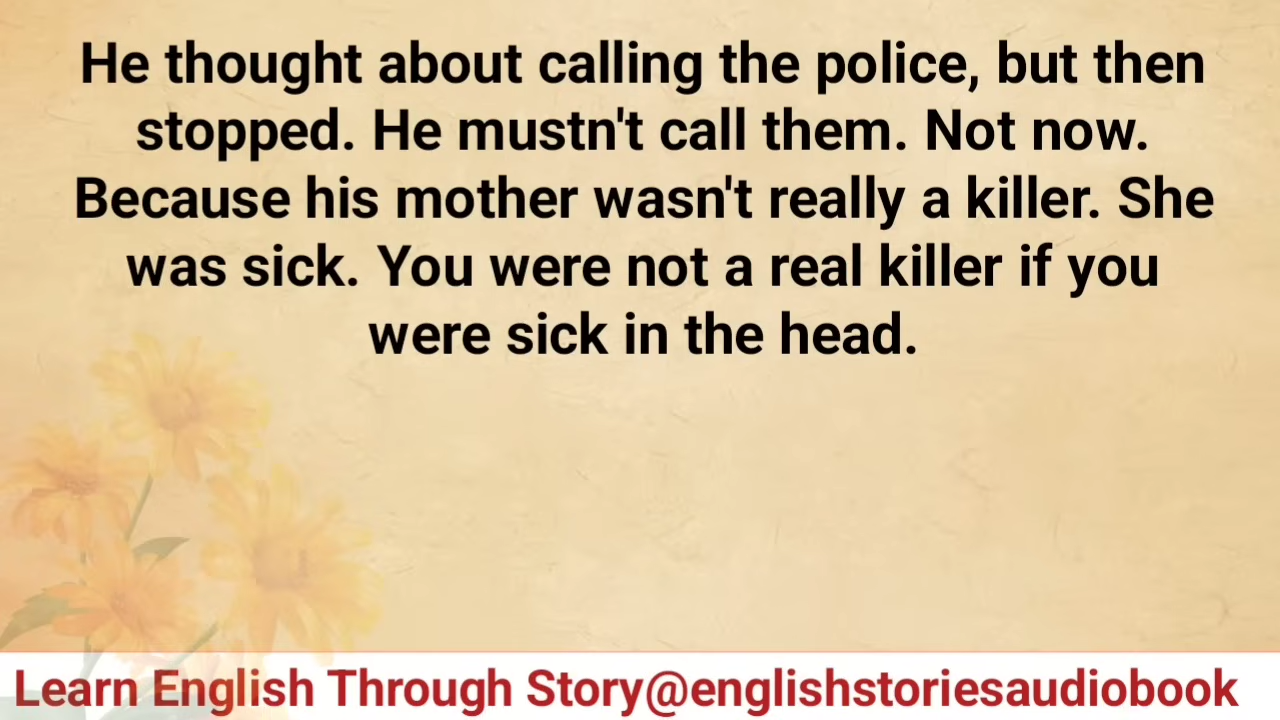 He thought about calling the police, but then
stopped. He mustn't call them. Not now.
Because his mother wasn't really a killer. She
was sick. You were not a real killer if you
were sick in the head.
Learn English Through Story@englishstoriesaudiobook